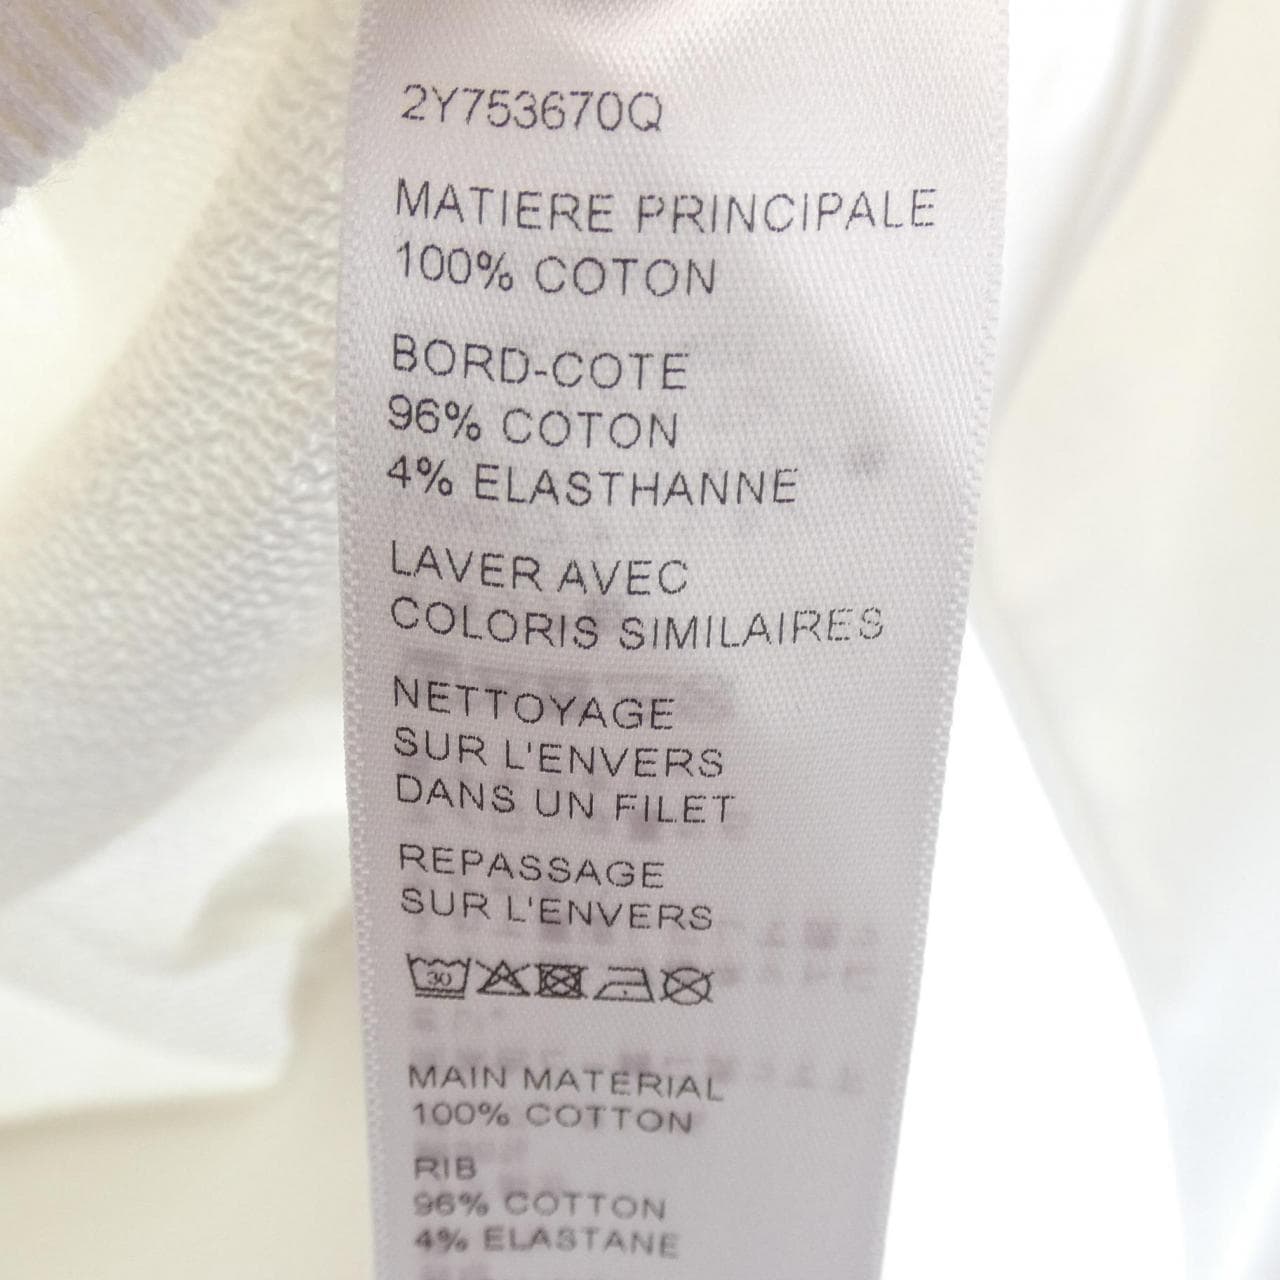 2Y753670Q
MATIERE PRINCIPALE
100% COTON
BORD-COTE
96% COTON
4% ELASTHANNE
LAVER AVEC
COLORIS SIMILAIRES
NETTOYAGE
SUR L'ENVERS
DANS UN FILET
REPASSAGE
SUR L'ENVERS
30
MAIN MATERIAL
100% COTTON
RIB
96% COTTON
4% ELASTANE